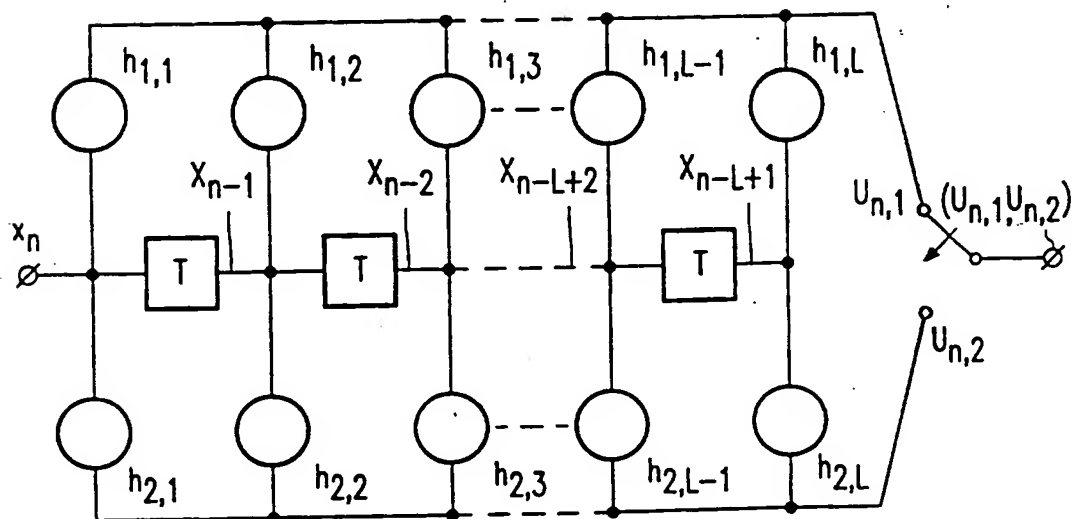 h1,1 h1,2 h1,3 h1,L-1 h1,L
Xn-1 Xn-2 Xn-L+2 Xn-L+1
Un,1 (Un,1,Un,2)
xn
T T T
Un,2
h2,1 h2,2 h2,3 h2,L-1 h2,L